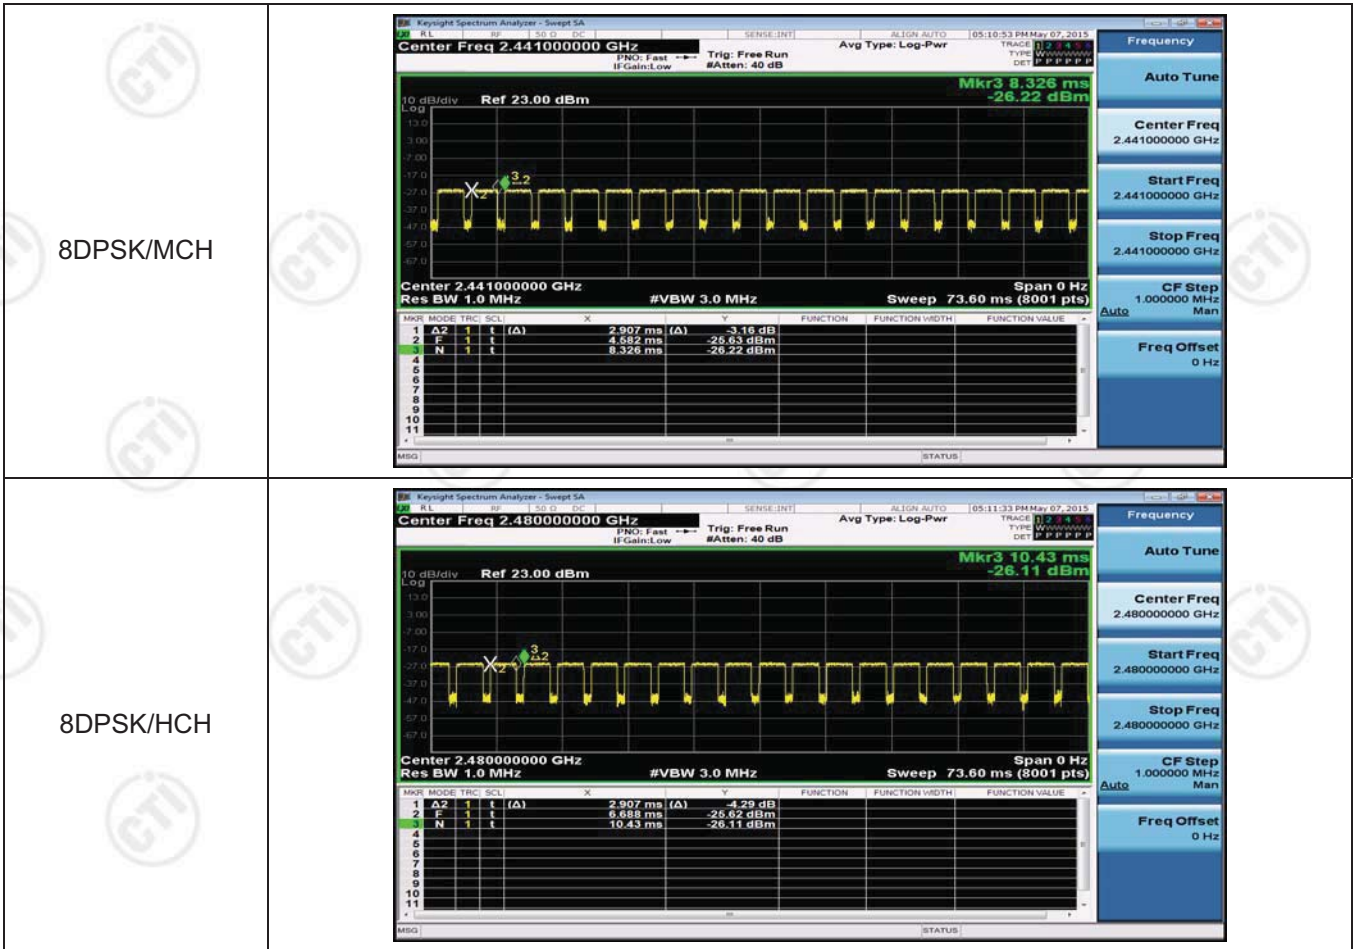 8DPSK/MCH
Keysight Spectrum Analyzer - Swept SA
RL RF 50 Ω DC SENSE:INT ALIGN AUTO 05:10:53 PM May 07, 2015
Center Freq 2.441000000 GHz
PNO: Fast
IFGain:Low
Trig: Free Run
#Atten: 40 dB
Avg Type: Log-Pwr
TRACE 1 2 3 4 5 6
TYPE WWWWWW
DET P P P P P P
Mkr3 8.326 ms
-26.22 dBm
10 dB/div Ref 23.00 dBm
Log
13.0
3.00
-7.00
-17.0
-27.0
-37.0
-47.0
-57.0
-67.0
Center 2.441000000 GHz Span 0 Hz
Res BW 1.0 MHz #VBW 3.0 MHz Sweep 73.60 ms (8001 pts)
MKR MODE TRC SCL X Y FUNCTION FUNCTION WIDTH FUNCTION VALUE
1 Δ2 1 t (Δ) 2.907 ms (Δ) -3.16 dB
2 F 1 t 4.582 ms -25.63 dBm
3 N 1 t 8.326 ms -26.22 dBm
4
5
6
7
8
9
10
11
MSG STATUS
Frequency
Auto Tune
Center Freq
2.441000000 GHz
Start Freq
2.441000000 GHz
Stop Freq
2.441000000 GHz
CF Step
1.000000 MHz
Auto Man
Freq Offset
0 Hz
8DPSK/HCH
Keysight Spectrum Analyzer - Swept SA
RL RF 50 Ω DC SENSE:INT ALIGN AUTO 05:11:33 PM May 07, 2015
Center Freq 2.480000000 GHz
PNO: Fast
IFGain:Low
Trig: Free Run
#Atten: 40 dB
Avg Type: Log-Pwr
TRACE 1 2 3 4 5 6
TYPE WWWWWW
DET P P P P P P
Mkr3 10.43 ms
-26.11 dBm
10 dB/div Ref 23.00 dBm
Log
13.0
3.00
-7.00
-17.0
-27.0
-37.0
-47.0
-57.0
-67.0
Center 2.480000000 GHz Span 0 Hz
Res BW 1.0 MHz #VBW 3.0 MHz Sweep 73.60 ms (8001 pts)
MKR MODE TRC SCL X Y FUNCTION FUNCTION WIDTH FUNCTION VALUE
1 Δ2 1 t (Δ) 2.907 ms (Δ) -4.29 dB
2 F 1 t 6.688 ms -25.62 dBm
3 N 1 t 10.43 ms -26.11 dBm
4
5
6
7
8
9
10
11
MSG STATUS
Frequency
Auto Tune
Center Freq
2.480000000 GHz
Start Freq
2.480000000 GHz
Stop Freq
2.480000000 GHz
CF Step
1.000000 MHz
Auto Man
Freq Offset
0 Hz